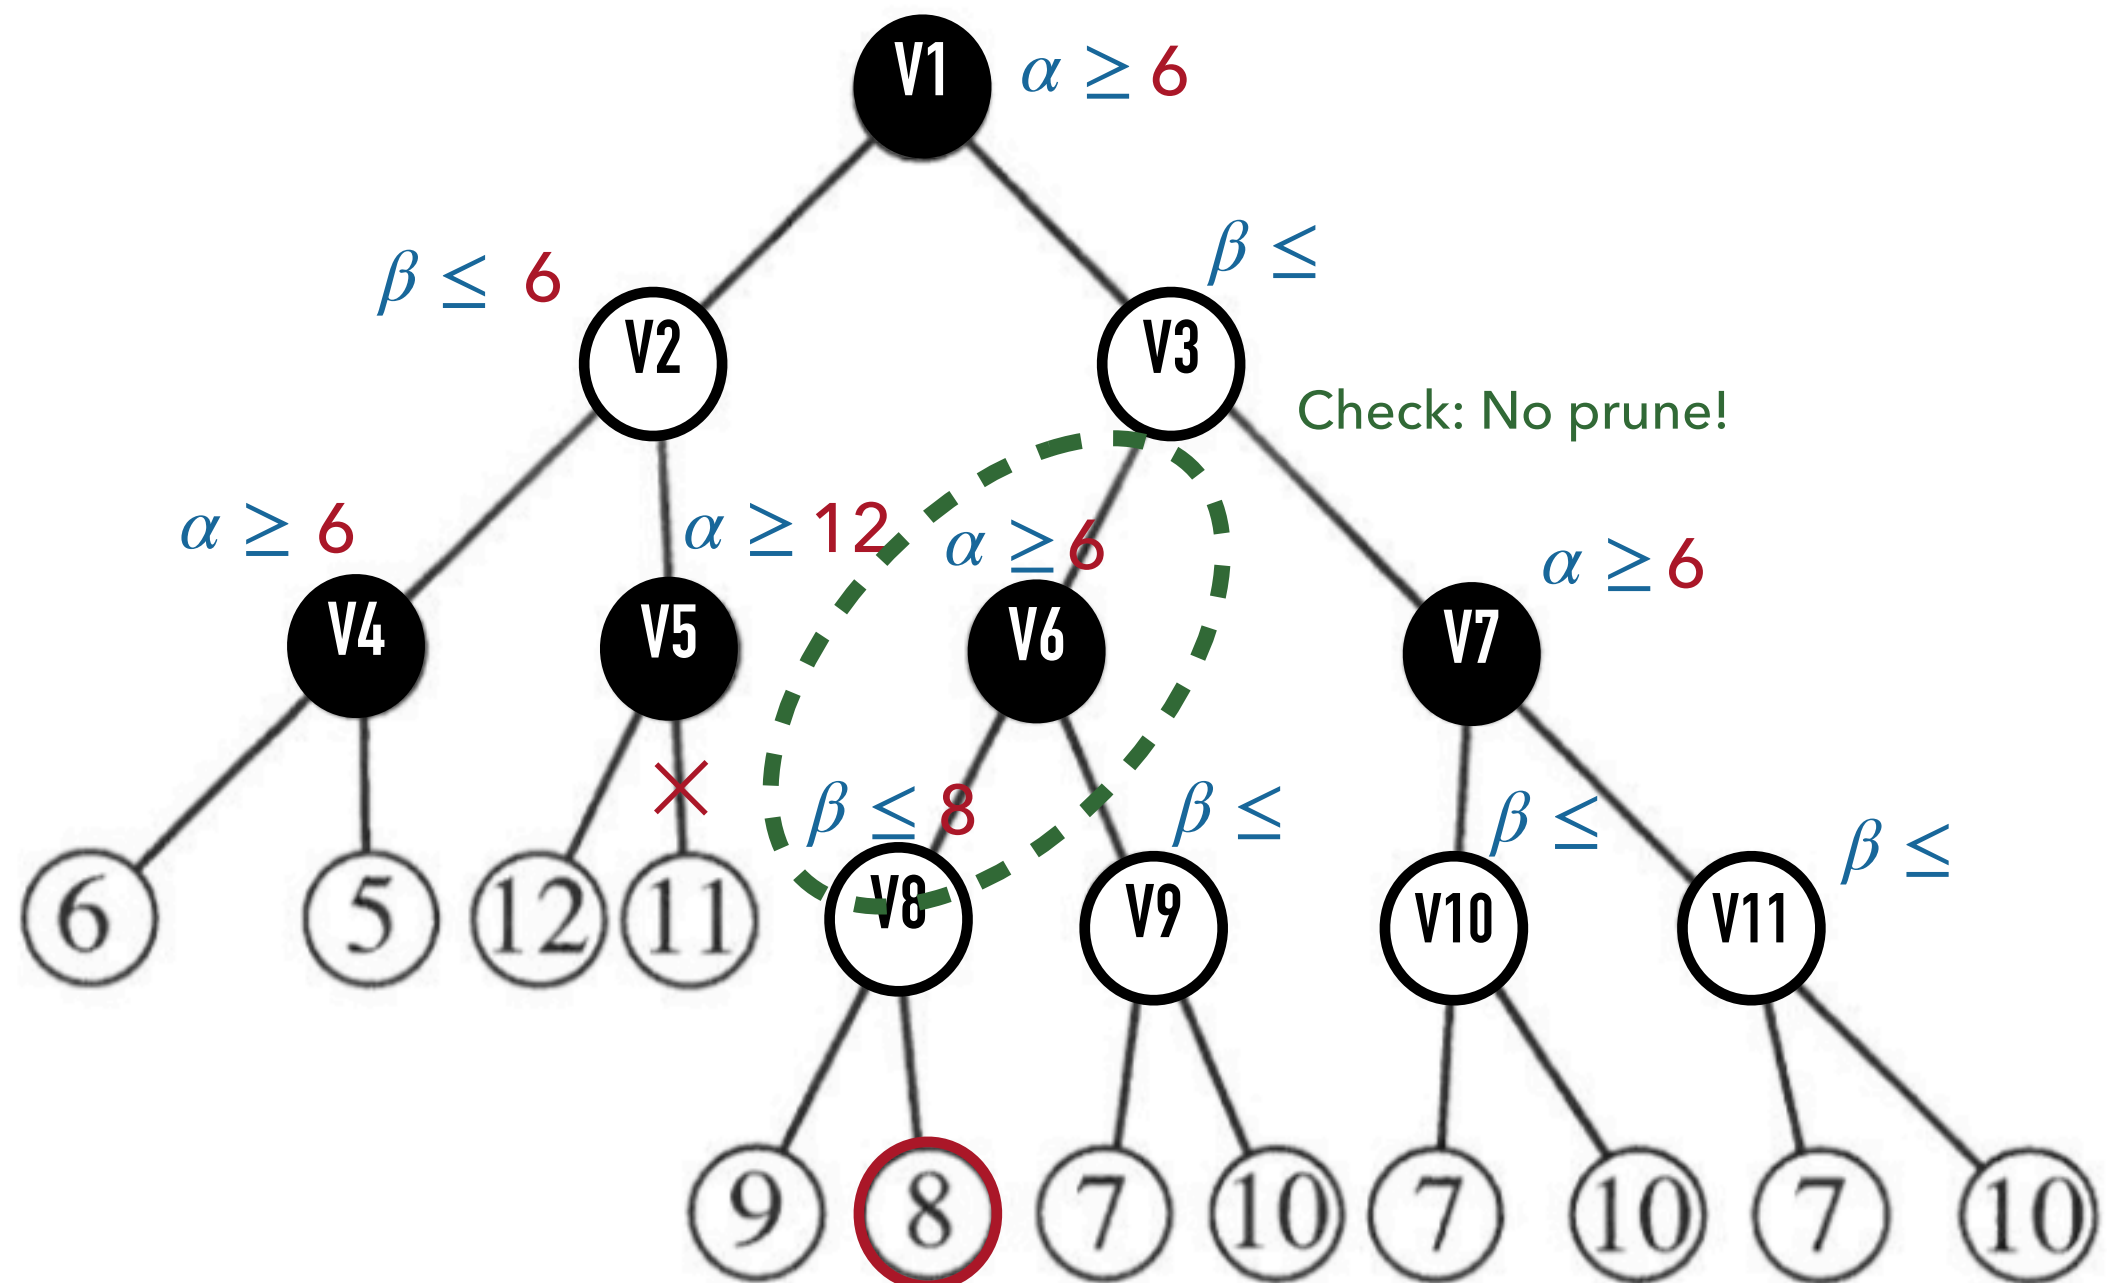 V1
α ≥ 6
β ≤ 6
β ≤
V2
V3
Check: No prune!
α ≥ 6
α ≥ 12
α ≥ 6
α ≥ 6
V4
V5
V6
V7
β ≤ 8
β ≤
β ≤
β ≤
6
5
12
11
V8
V9
V10
V11
9
8
7
10
7
10
7
10